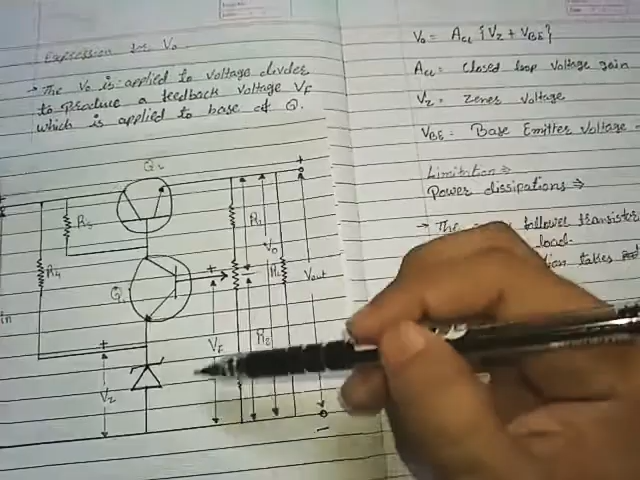 Expression for Vo
→ The Vo is applied to voltage divder
to produce a feedback voltage VF
which is applied to base of Q.
Q2
+
R3
R1
R4
Vo
+
Q1
RL
Vout
in
VF
R2
+
VZ
−
Vo = ACL {VZ + VBE}
ACL = closed loop voltage gain
VZ = zener voltage
VBE = Base Emitter Voltage
Limitation ⇒
Power dissipations ⇒
→ The follower transistor
load.
takes